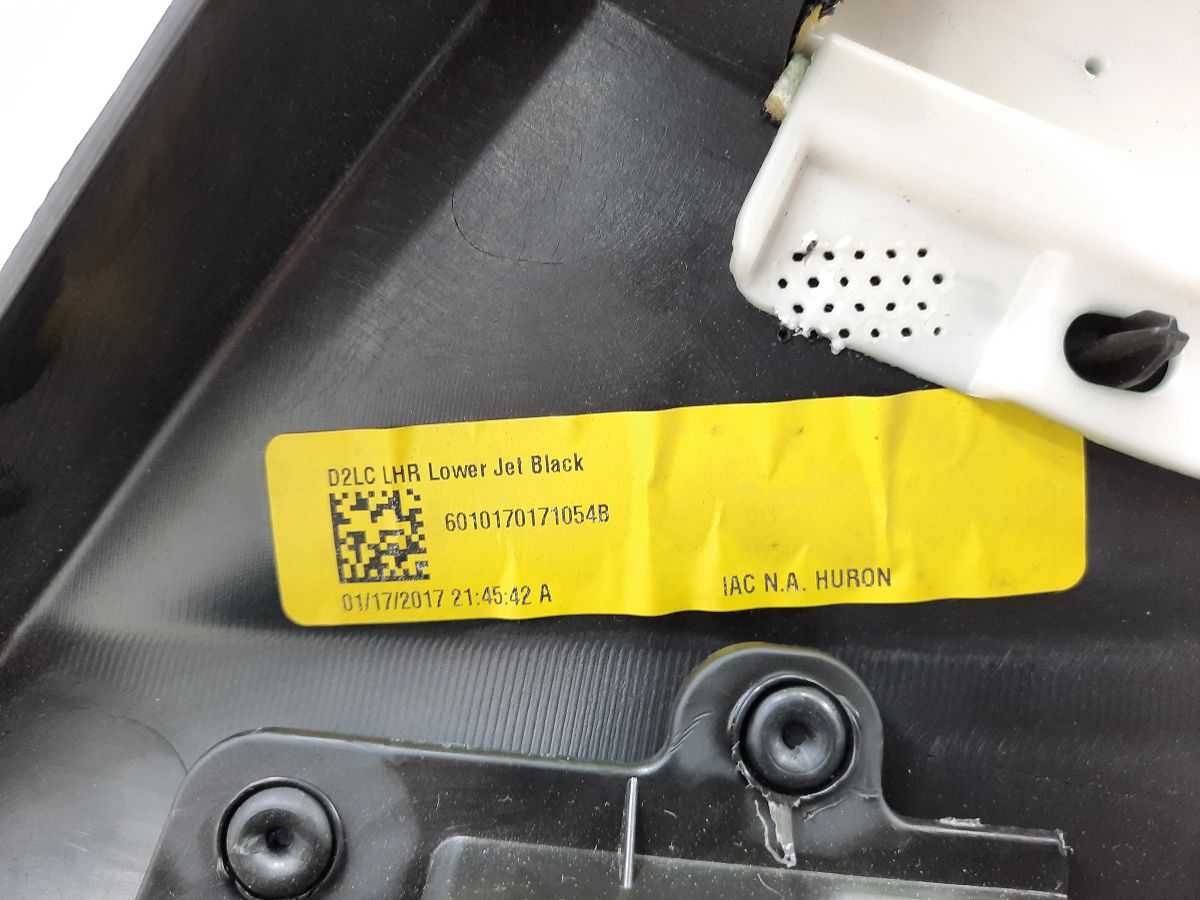 D2LC LHR Lower Jet Black
6010170171054B
01/17/2017 21:45:42 A
IAC N.A. HURON